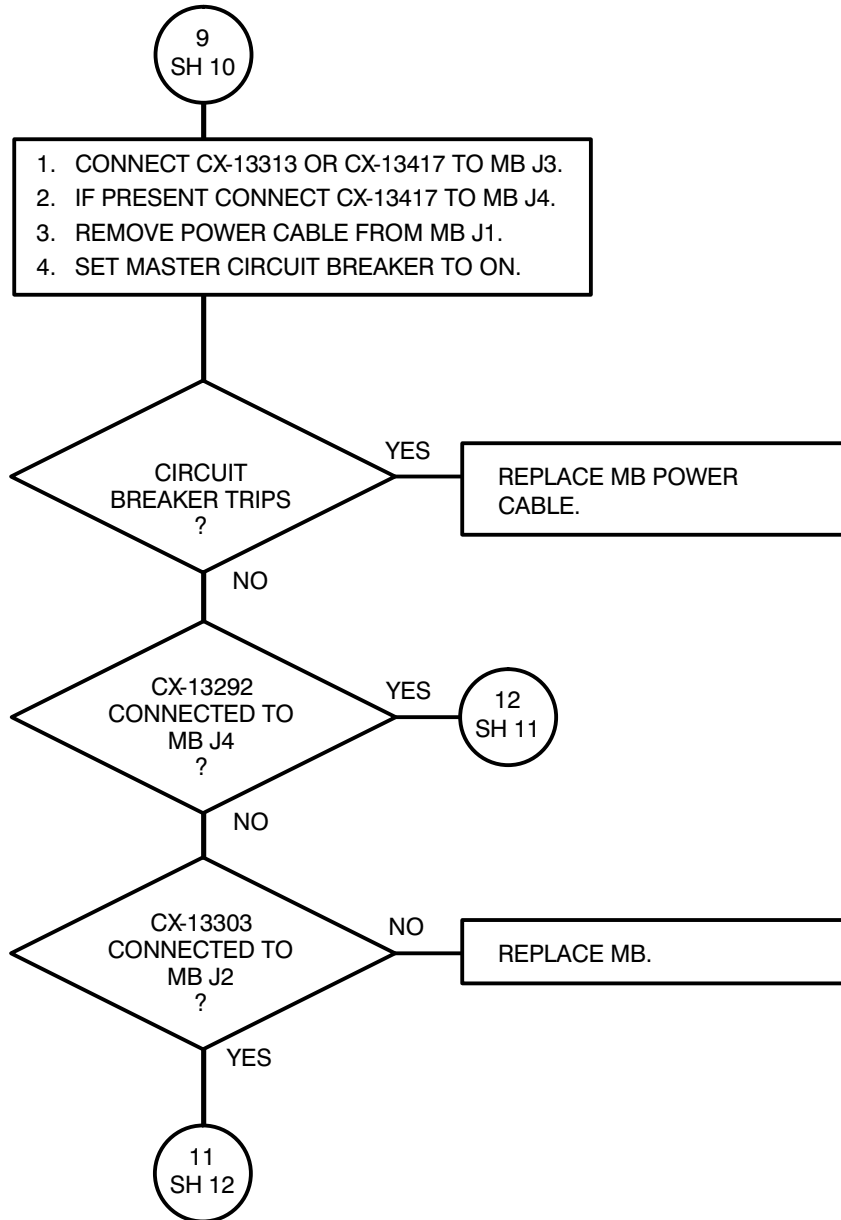 9
SH 10
1. CONNECT CX-13313 OR CX-13417 TO MB J3.
2. IF PRESENT CONNECT CX-13417 TO MB J4.
3. REMOVE POWER CABLE FROM MB J1.
4. SET MASTER CIRCUIT BREAKER TO ON.
CIRCUIT
BREAKER TRIPS
?
YES
REPLACE MB POWER
CABLE.
NO
CX-13292
CONNECTED TO
MB J4
?
YES
12
SH 11
NO
CX-13303
CONNECTED TO
MB J2
?
NO
REPLACE MB.
YES
11
SH 12